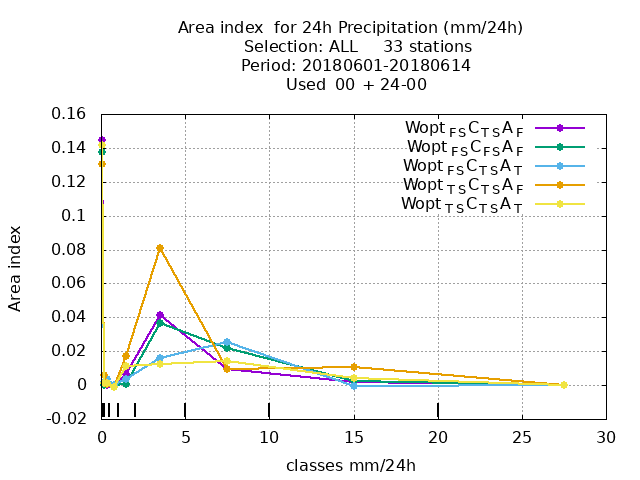 Area index  for 24h Precipitation (mm/24h)
Selection: ALL     33 stations
Period: 20180601-20180614
Used  00  + 24-00
Wopt FS C TS A F
Wopt FS C FS A F
Wopt FS C TS A T
Wopt TS C TS A F
Wopt TS C TS A T
0.16
0.14
0.12
0.1
0.08
0.06
0.04
0.02
0
-0.02
Area index
0 5 10 15 20 25 30
classes mm/24h